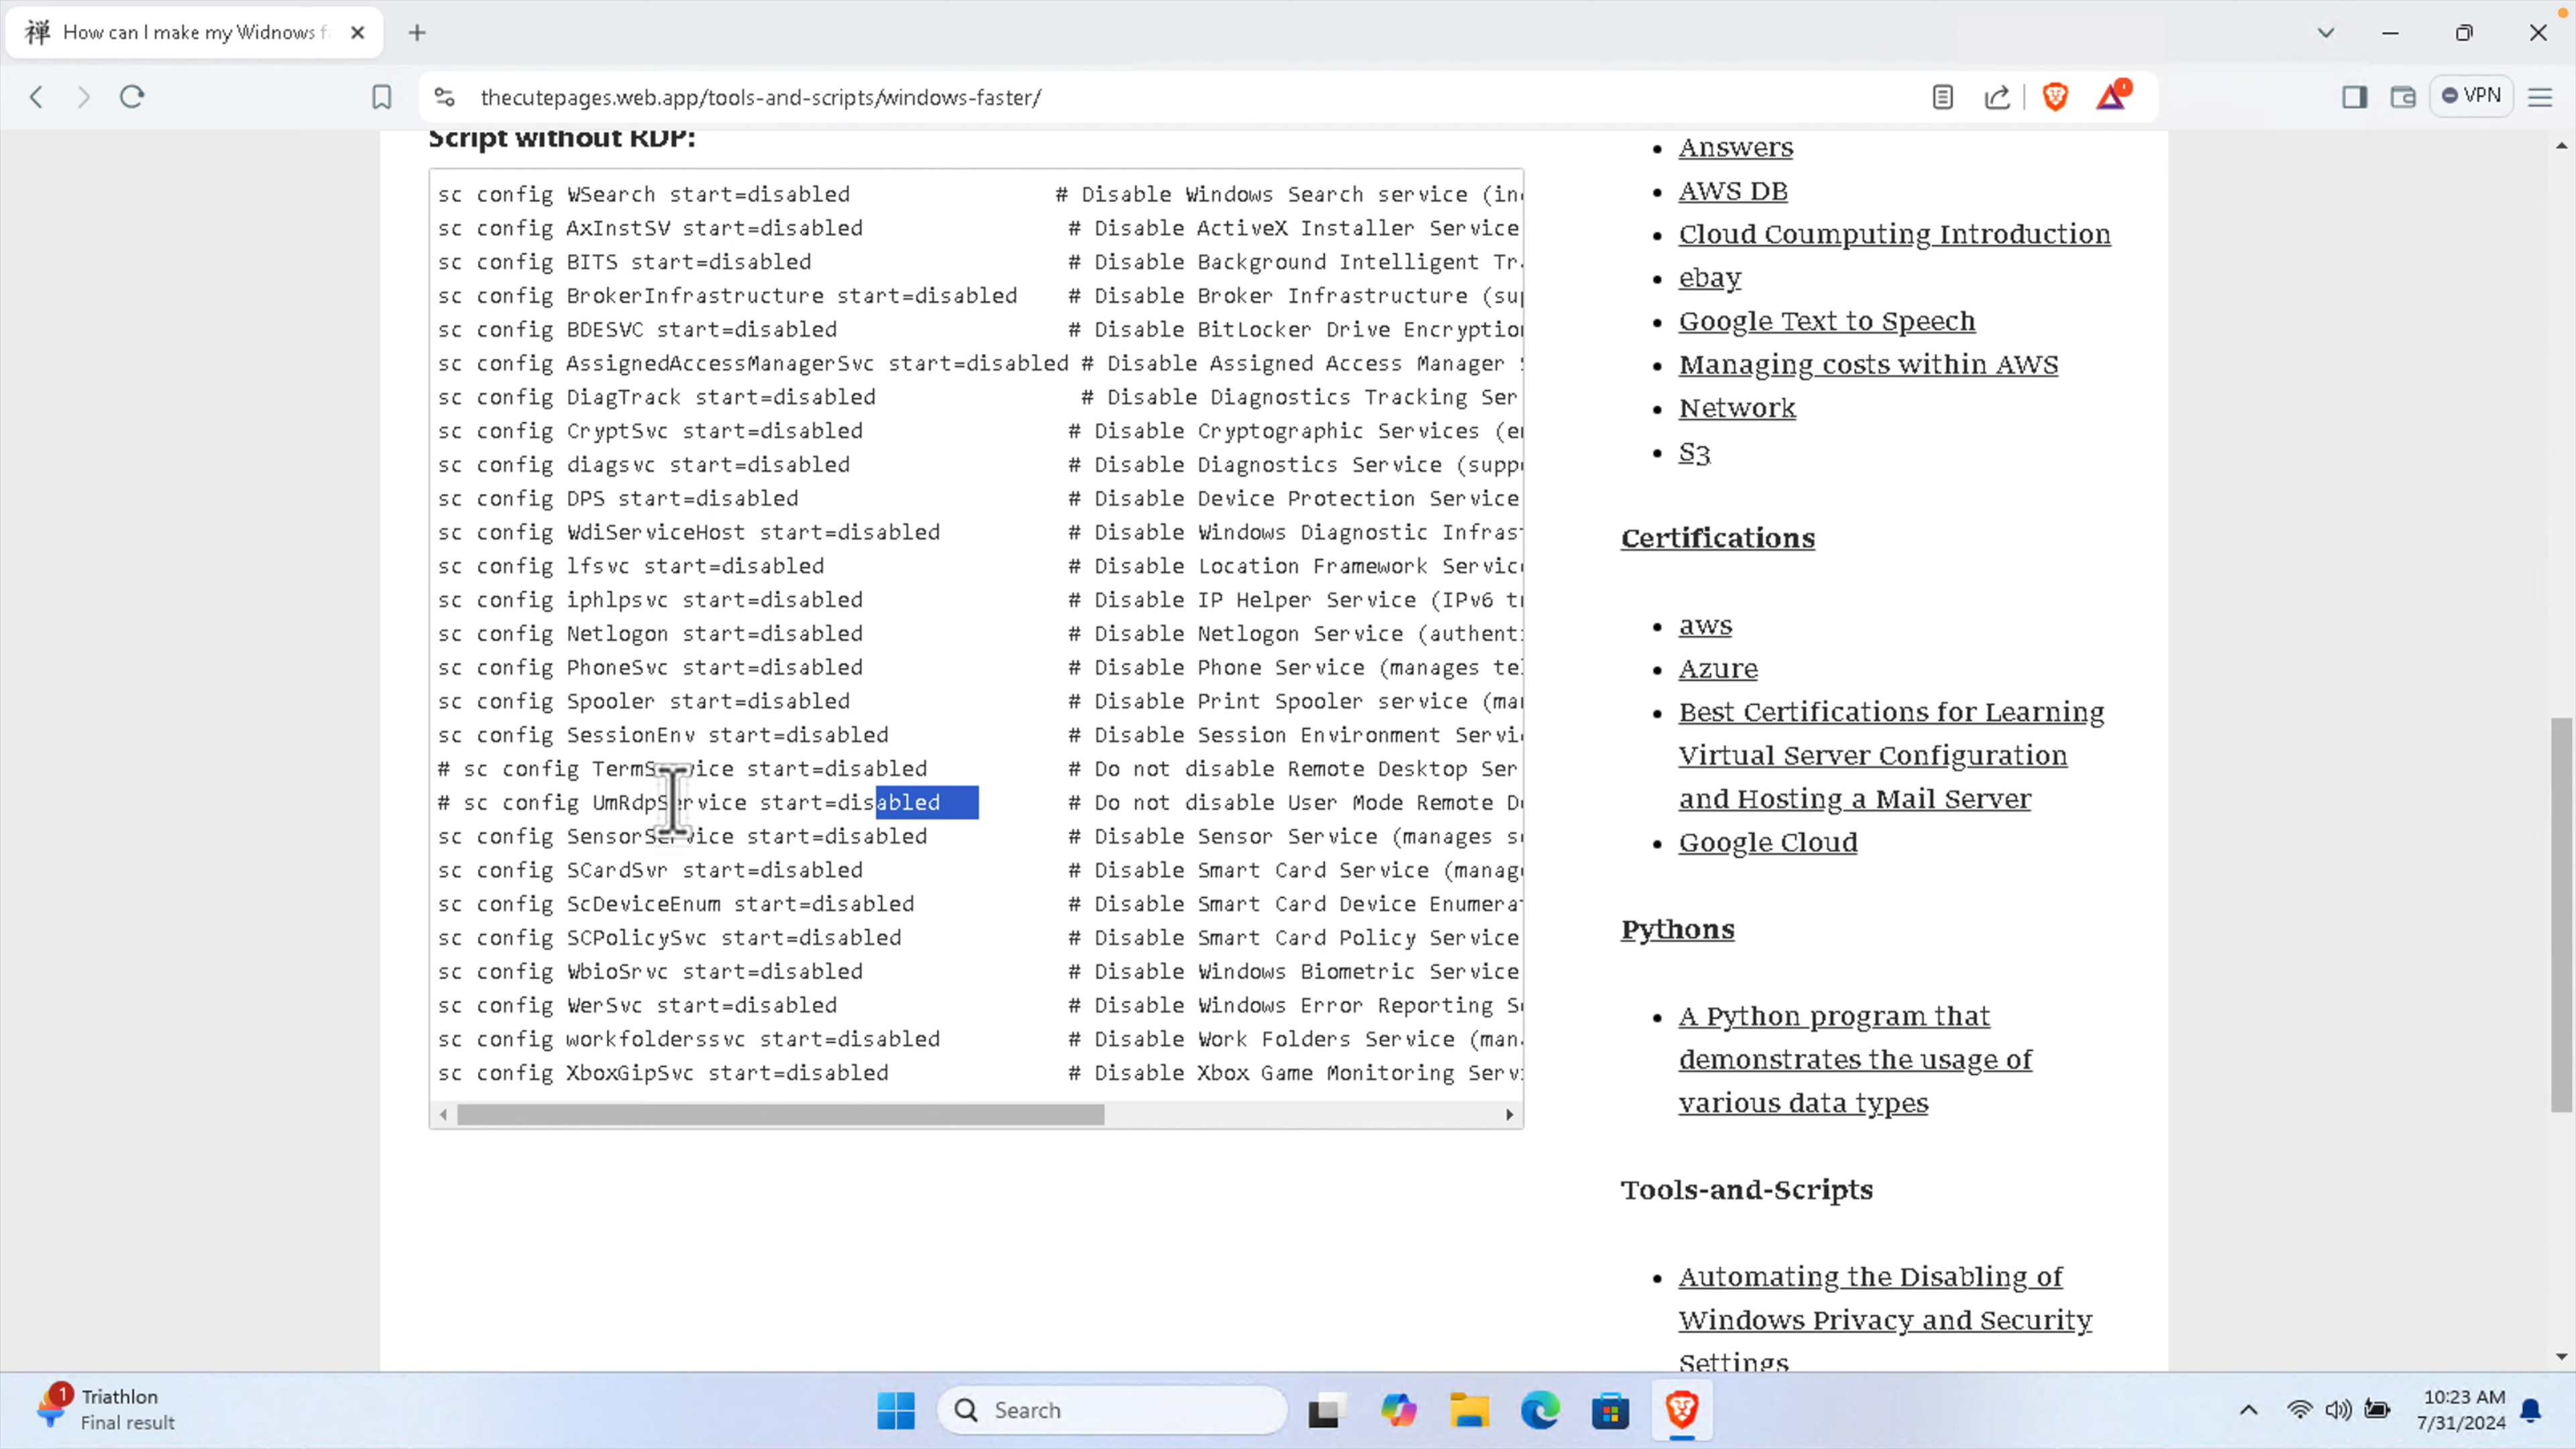 禅 How can I make my Widnows f
thecutepages.web.app/tools-and-scripts/windows-faster/
VPN
Script without RDP:
sc config WSearch start=disabled # Disable Windows Search service (in
sc config AxInstSV start=disabled # Disable ActiveX Installer Service
sc config BITS start=disabled # Disable Background Intelligent Tr
sc config BrokerInfrastructure start=disabled # Disable Broker Infrastructure (su
sc config BDESVC start=disabled # Disable BitLocker Drive Encryption
sc config AssignedAccessManagerSvc start=disabled # Disable Assigned Access Manager
sc config DiagTrack start=disabled # Disable Diagnostics Tracking Ser
sc config CryptSvc start=disabled # Disable Cryptographic Services (e
sc config diagsvc start=disabled # Disable Diagnostics Service (supp
sc config DPS start=disabled # Disable Device Protection Service
sc config WdiServiceHost start=disabled # Disable Windows Diagnostic Infras
sc config lfsvc start=disabled # Disable Location Framework Servic
sc config iphlpsvc start=disabled # Disable IP Helper Service (IPv6 t
sc config Netlogon start=disabled # Disable Netlogon Service (authent
sc config PhoneSvc start=disabled # Disable Phone Service (manages te
sc config Spooler start=disabled # Disable Print Spooler service (ma
sc config SessionEnv start=disabled # Disable Session Environment Servi
# sc config TermService start=disabled # Do not disable Remote Desktop Ser
# sc config UmRdpService start=disabled # Do not disable User Mode Remote D
sc config SensorService start=disabled # Disable Sensor Service (manages s
sc config SCardSvr start=disabled # Disable Smart Card Service (manag
sc config ScDeviceEnum start=disabled # Disable Smart Card Device Enumera
sc config SCPolicySvc start=disabled # Disable Smart Card Policy Service
sc config WbioSrvc start=disabled # Disable Windows Biometric Service
sc config WerSvc start=disabled # Disable Windows Error Reporting S
sc config workfolderssvc start=disabled # Disable Work Folders Service (man
sc config XboxGipSvc start=disabled # Disable Xbox Game Monitoring Serv
Answers
AWS DB
Cloud Coumputing Introduction
ebay
Google Text to Speech
Managing costs within AWS
Network
S3
Certifications
aws
Azure
Best Certifications for Learning
Virtual Server Configuration
and Hosting a Mail Server
Google Cloud
Pythons
A Python program that
demonstrates the usage of
various data types
Tools-and-Scripts
Automating the Disabling of
Windows Privacy and Security
Settings
1
Triathlon
Final result
Search
10:23 AM
7/31/2024